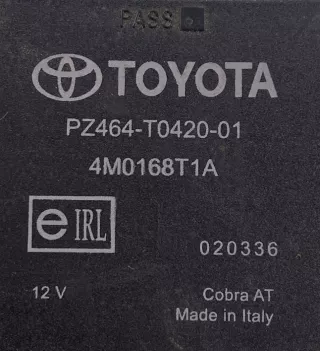 PASS
TOYOTA
PZ464-T0420-01
4M0168T1A
e IRL
020336
12 V
Cobra AT
Made in Italy